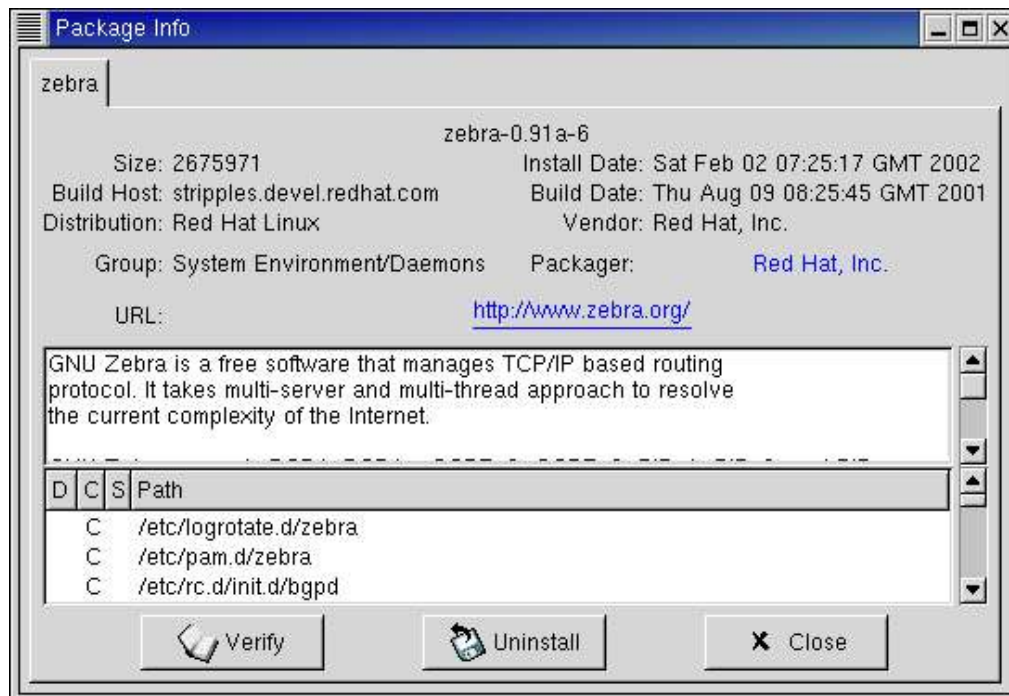 Package Info
zebra
zebra-0.91a-6
Size: 2675971 Install Date: Sat Feb 02 07:25:17 GMT 2002
Build Host: stripples.devel.redhat.com Build Date: Thu Aug 09 08:25:45 GMT 2001
Distribution: Red Hat Linux Vendor: Red Hat, Inc.
Group: System Environment/Daemons Packager: Red Hat, Inc.
URL: http://www.zebra.org/
GNU Zebra is a free software that manages TCP/IP based routing
protocol. It takes multi-server and multi-thread approach to resolve
the current complexity of the Internet.
D C S Path
C /etc/logrotate.d/zebra
C /etc/pam.d/zebra
C /etc/rc.d/init.d/bgpd
Verify Uninstall Close